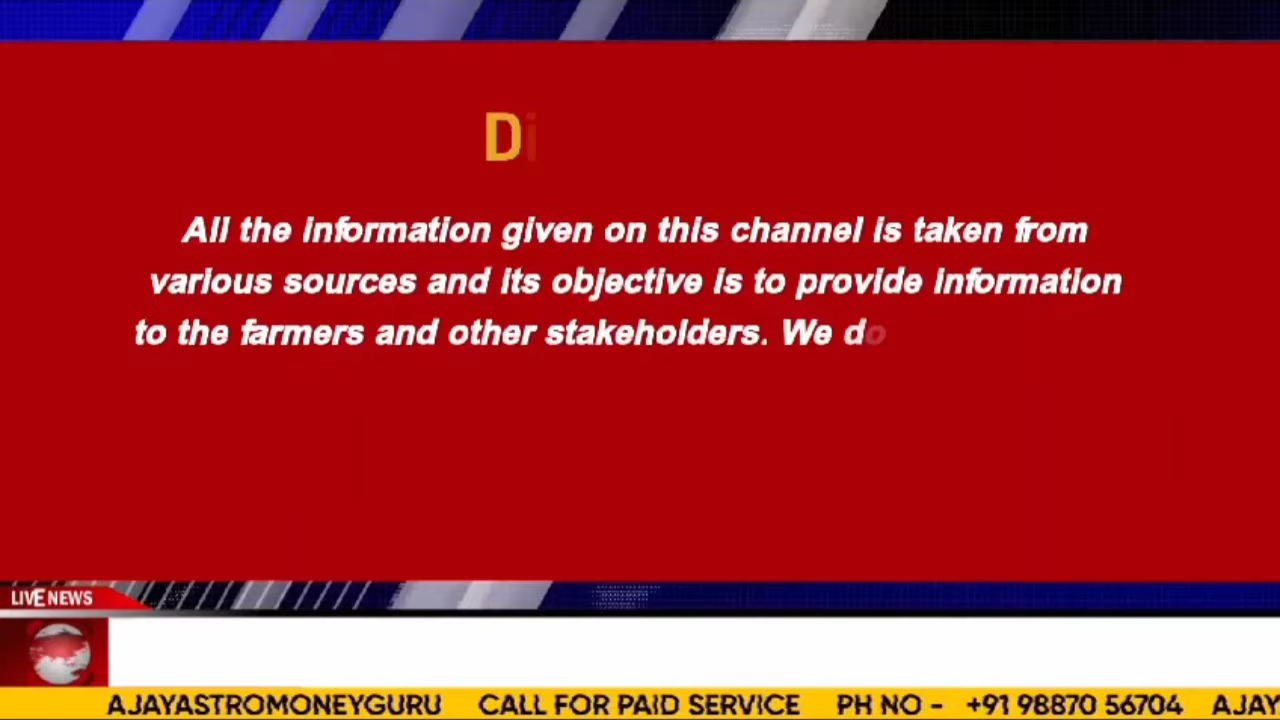 Di
All the information given on this channel is taken from
various sources and its objective is to provide information
to the farmers and other stakeholders. We do
LIVE NEWS
AJAYASTROMONEYGURU CALL FOR PAID SERVICE PH NO - +91 98870 56704 AJAY